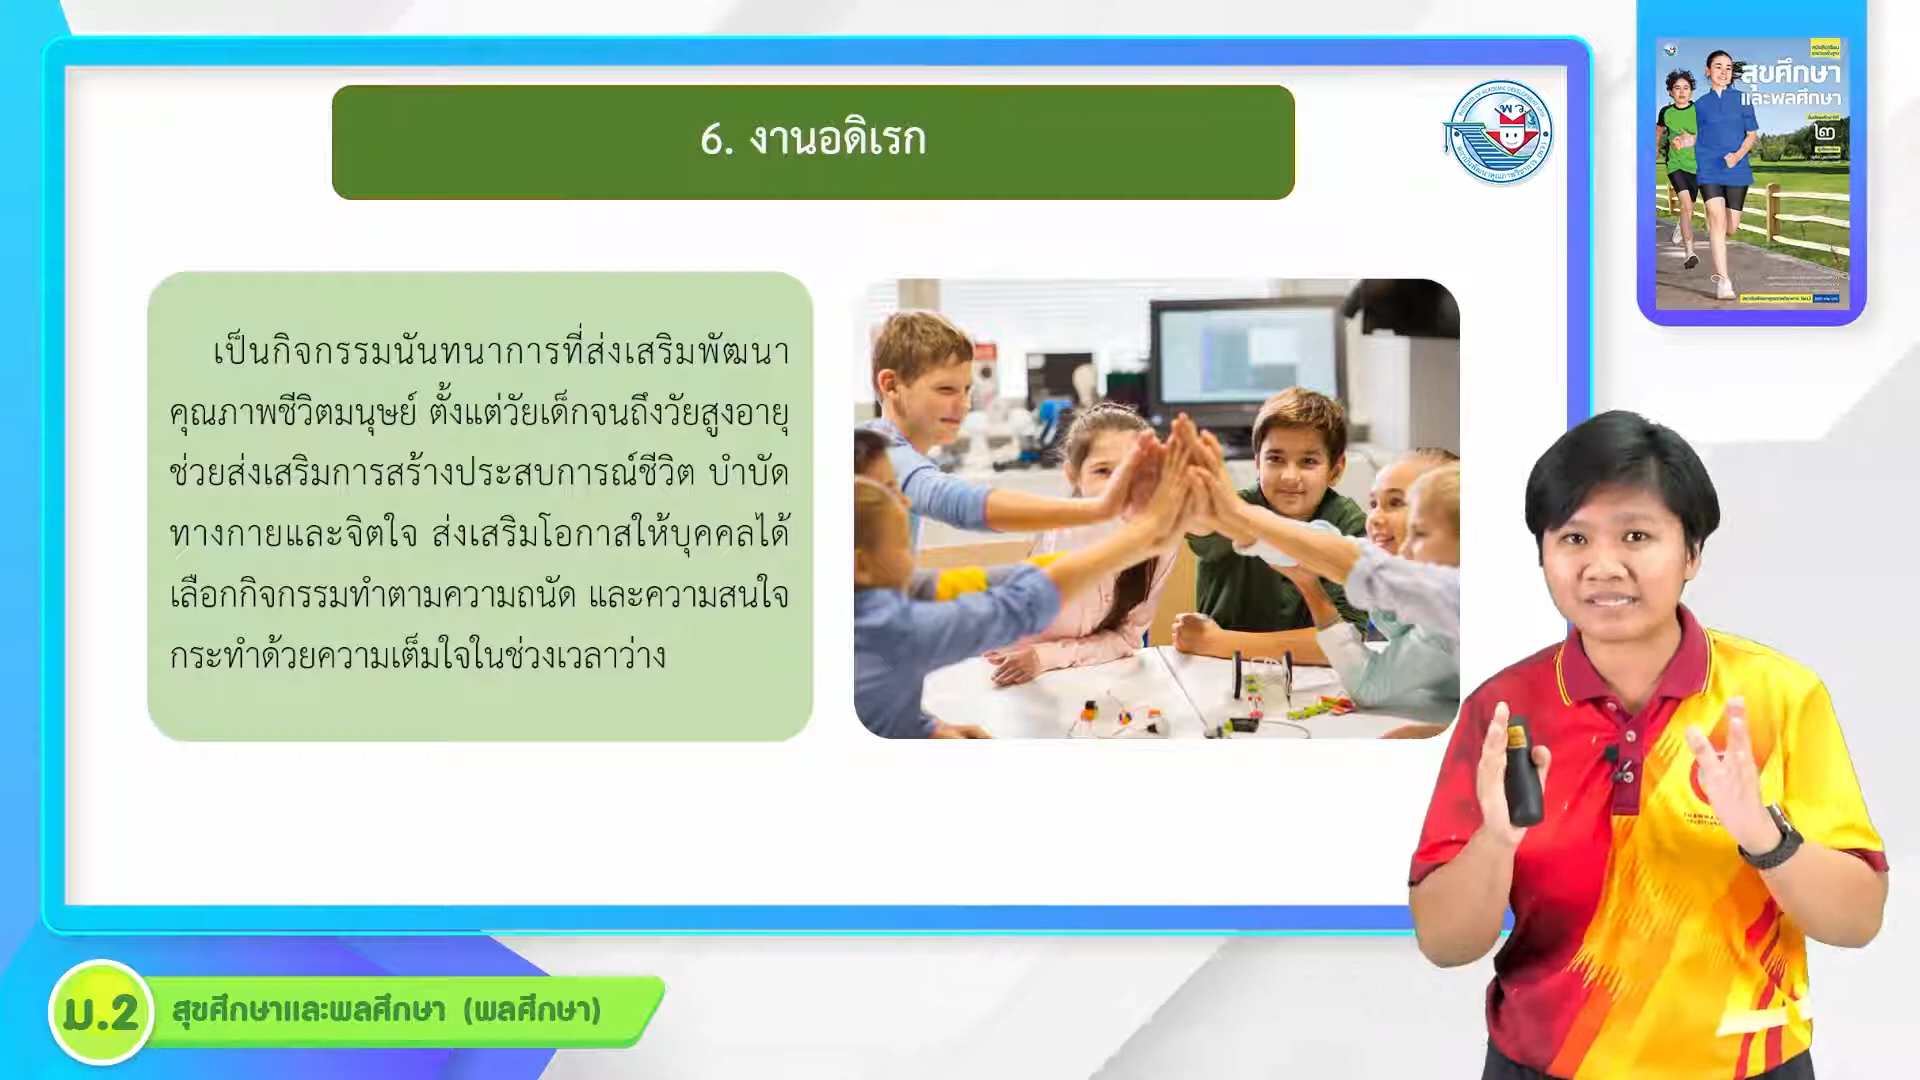 6. งานอดิเรก
เป็นกิจกรรมนันทนาการที่ส่งเสริมพัฒนา
คุณภาพชีวิตมนุษย์ ตั้งแต่วัยเด็กจนถึงวัยสูงอายุ
ช่วยส่งเสริมการสร้างประสบการณ์ชีวิต บำบัด
ทางกายและจิตใจ ส่งเสริมโอกาสให้บุคคลได้
เลือกกิจกรรมทำตามความถนัด และความสนใจ
กระทำด้วยความเต็มใจในช่วงเวลาว่าง
พว
สุขศึกษา
และพลศึกษา
๒
ม.2 สุขศึกษาและพลศึกษา (พลศึกษา)